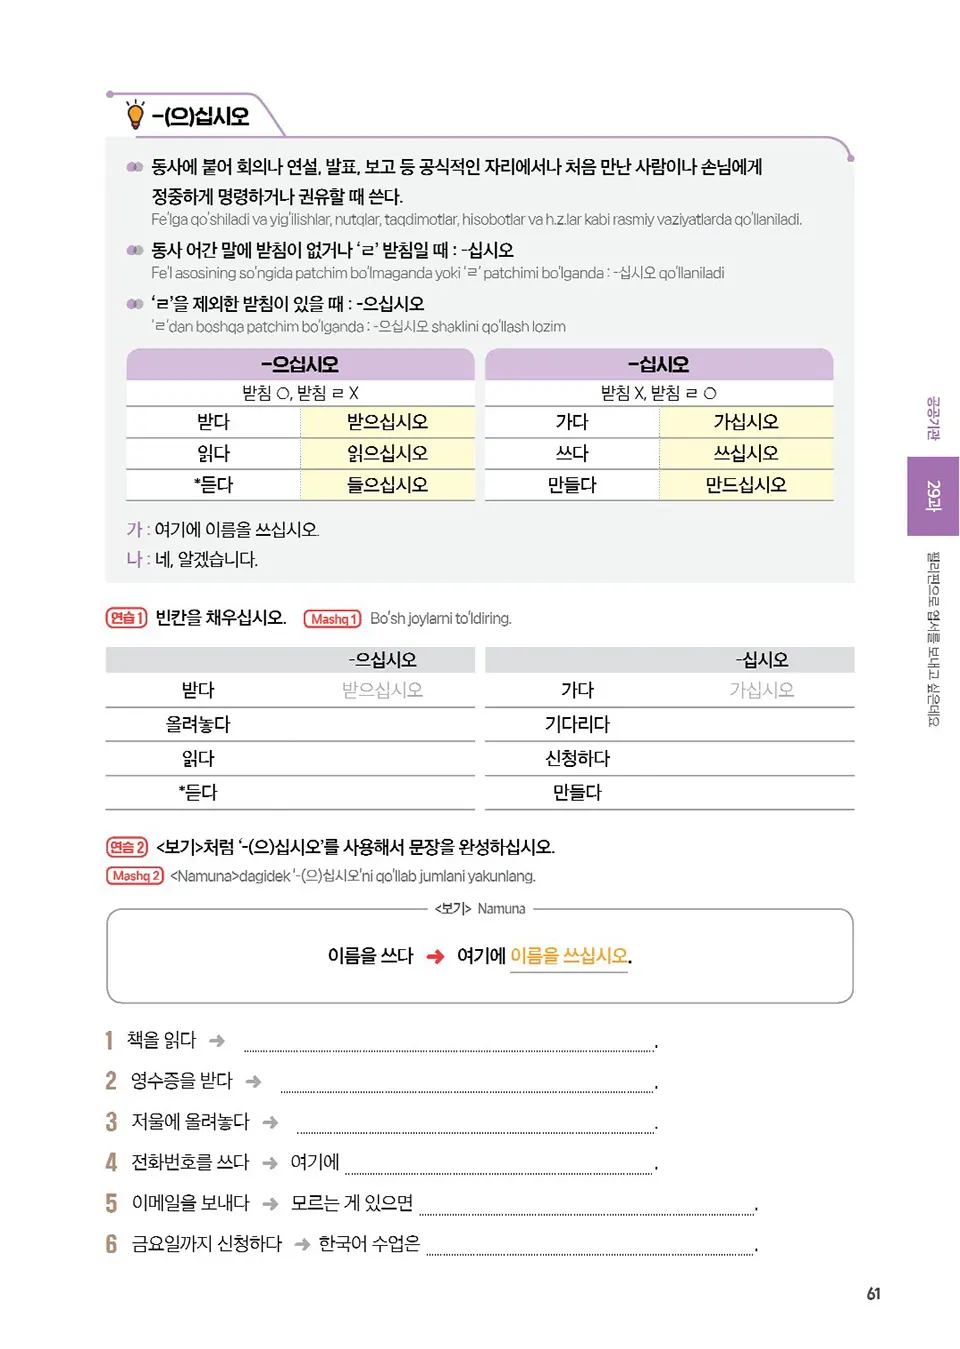 -(으)십시오
동사에 붙어 회의나 연설, 발표, 보고 등 공식적인 자리에서나 처음 만난 사람이나 손님에게
정중하게 명령하거나 권유할 때 쓴다.
Fe'lga qo'shiladi va yig'ilishlar, nutqlar, taqdimotlar, hisobotlar va h.z.lar kabi rasmiy vaziyatlarda qo'llaniladi.
동사 어간 말에 받침이 없거나 'ㄹ' 받침일 때 : -십시오
Fe'l asosining so'ngida patchim bo'lmaganda yoki 'ㄹ' patchimi bo'lganda : -십시오 qo'llaniladi
'ㄹ'을 제외한 받침이 있을 때 : -으십시오
'ㄹ'dan boshqa patchim bo'lganda : -으십시오 shaklini qo'llash lozim
-으십시오 -십시오
받침 O, 받침 ㄹ X 받침 X, 받침 ㄹ O
받다 받으십시오 가다 가십시오
읽다 읽으십시오 쓰다 쓰십시오
*듣다 들으십시오 만들다 만드십시오
가 : 여기에 이름을 쓰십시오.
나 : 네, 알겠습니다.
연습 1 빈칸을 채우십시오. Mashq 1 Bo'sh joylarni to'ldiring.
-으십시오 -십시오
받다 받으십시오 가다 가십시오
올려놓다 기다리다
읽다 신청하다
*듣다 만들다
연습 2 <보기>처럼 '-(으)십시오'를 사용해서 문장을 완성하십시오.
Mashq 2 <Namuna>dagidek '-(으)십시오'ni qo'llab jumlani yakunlang.
<보기> Namuna
이름을 쓰다 ➜ 여기에 이름을 쓰십시오.
1 책을 읽다 ➜ .
2 영수증을 받다 ➜ .
3 저울에 올려놓다 ➜ .
4 전화번호를 쓰다 ➜ 여기에 .
5 이메일을 보내다 ➜ 모르는 게 있으면 .
6 금요일까지 신청하다 ➜ 한국어 수업은 .
공공기관
29과
필리핀으로 엽서를 보내고 싶은데요
61